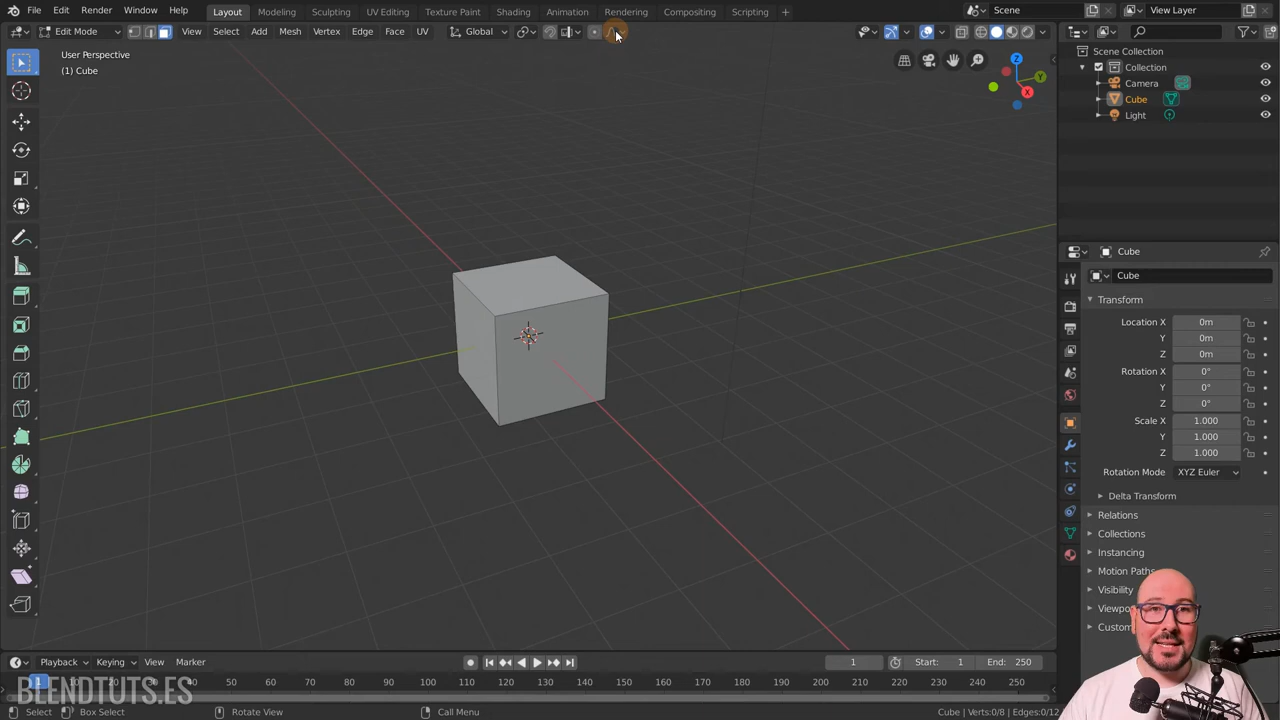 File Edit Render Window Help Layout Modeling Sculpting UV Editing Texture Paint Shading Animation Rendering Compositing Scripting + Scene View Layer
Edit Mode View Select Add Mesh Vertex Edge Face UV Global
User Perspective
(1) Cube
Z
Y
X
Scene Collection
Collection
Camera
Cube
Light
Cube
Cube
Transform
Location X 0m
Y 0m
Z 0m
Rotation X 0°
Y 0°
Z 0°
Scale X 1.000
Y 1.000
Z 1.000
Rotation Mode XYZ Euler
Delta Transform
Relations
Collections
Instancing
Motion Paths
Visibility
Viewpo
Custom
Playback Keying View Marker 1 Start: 1 End: 250
1 10 20 30 40 50 60 70 80 90 100 110 120 130 140 150 160 170 180 190 200 210 220 230 240 250
BLENDTUTS.ES
Select Box Select Rotate View Call Menu Cube | Verts:0/8 | Edges:0/12